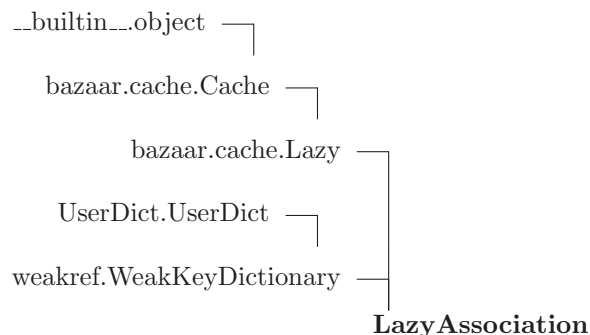 __builtin__.object
bazaar.cache.Cache
bazaar.cache.Lazy
UserDict.UserDict
weakref.WeakKeyDictionary
LazyAssociation